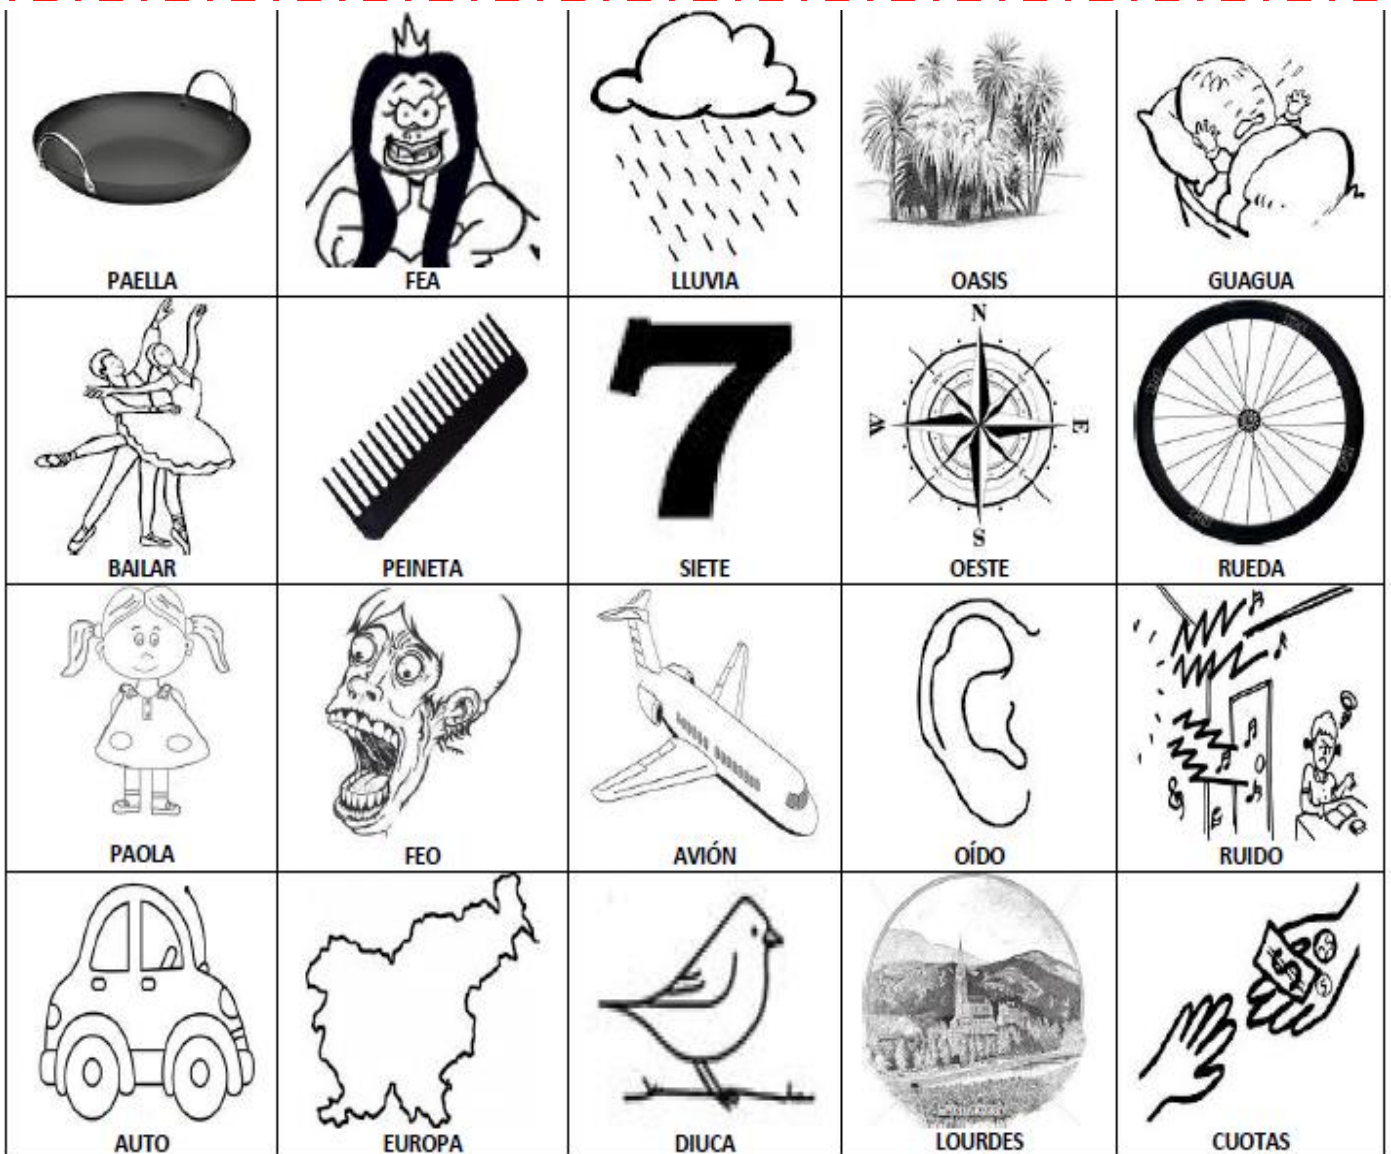 PAELLA FEA LLUVIA OASIS GUAGUA
N
W E
S
BAILAR PEINETA 7 SIETE OESTE RUEDA
PAOLA FEO AVIÓN OÍDO RUIDO
$
AUTO EUROPA DIUCA LOURDES CUOTAS